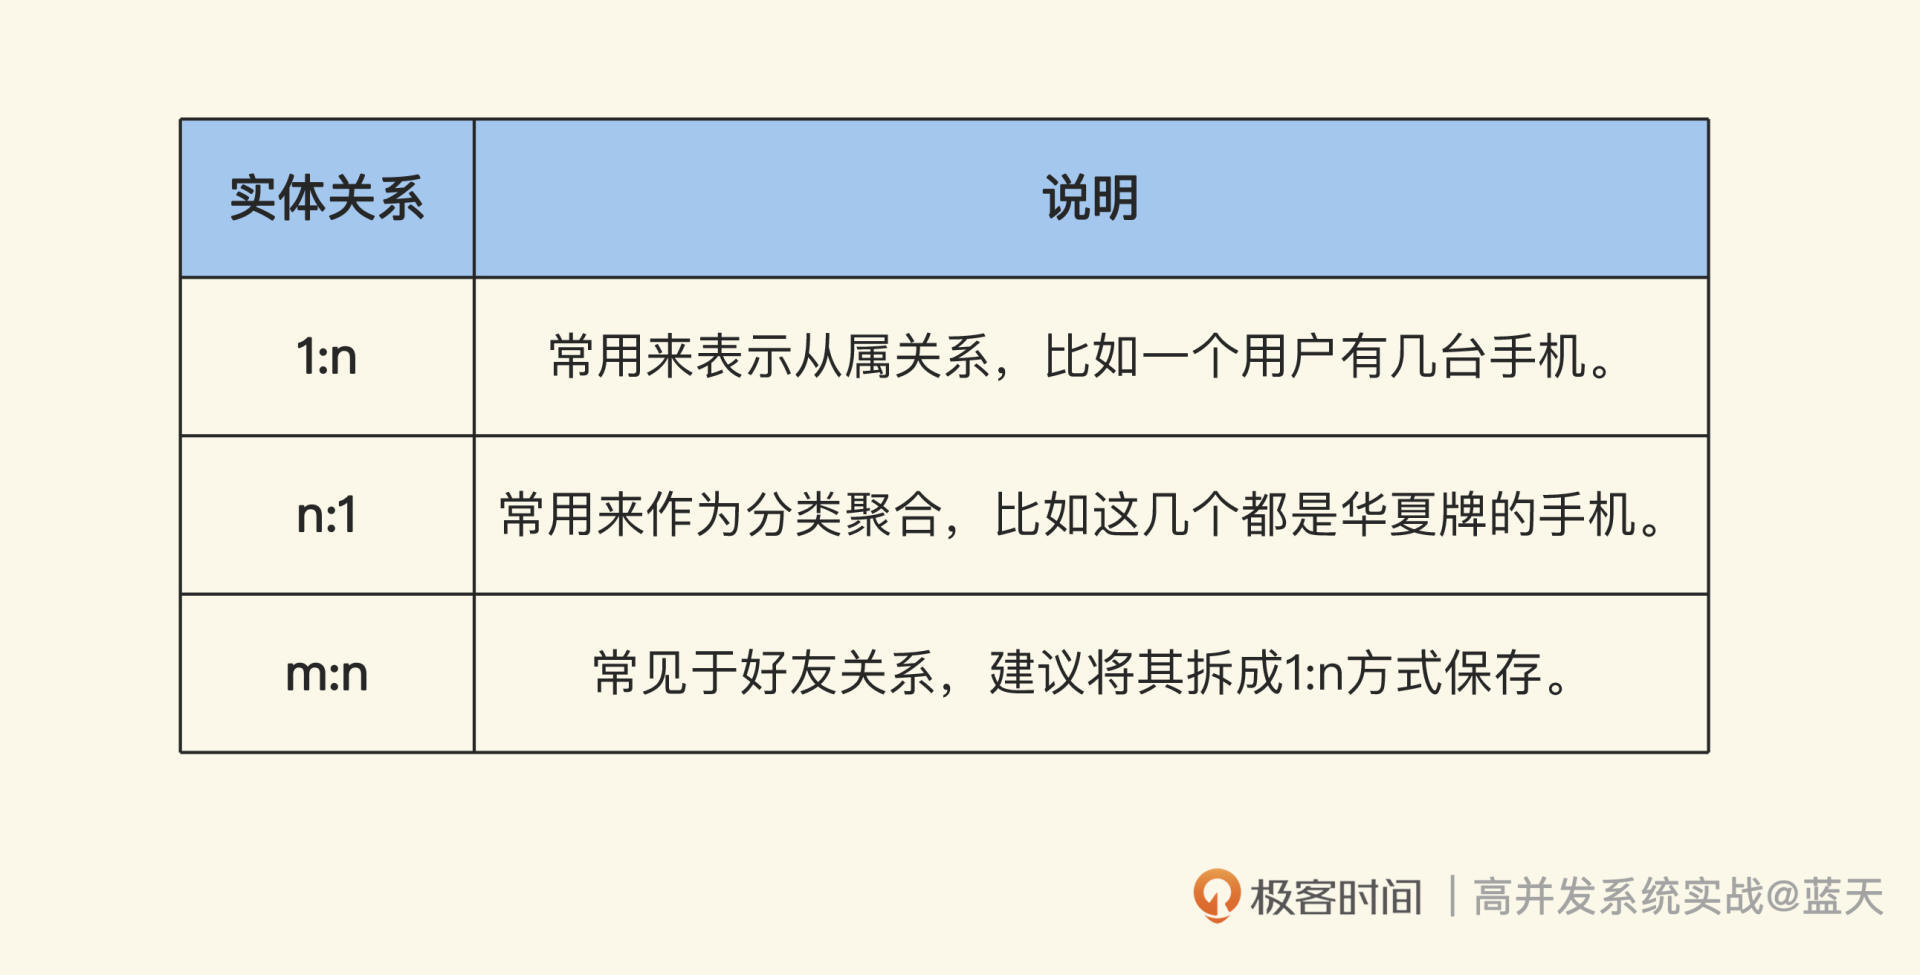 实体关系 说明
1:n 常用来表示从属关系，比如一个用户有几台手机。
n:1 常用来作为分类聚合，比如这几个都是华夏牌的手机。
m:n 常见于好友关系，建议将其拆成1:n方式保存。
极客时间 | 高并发系统实战@蓝天